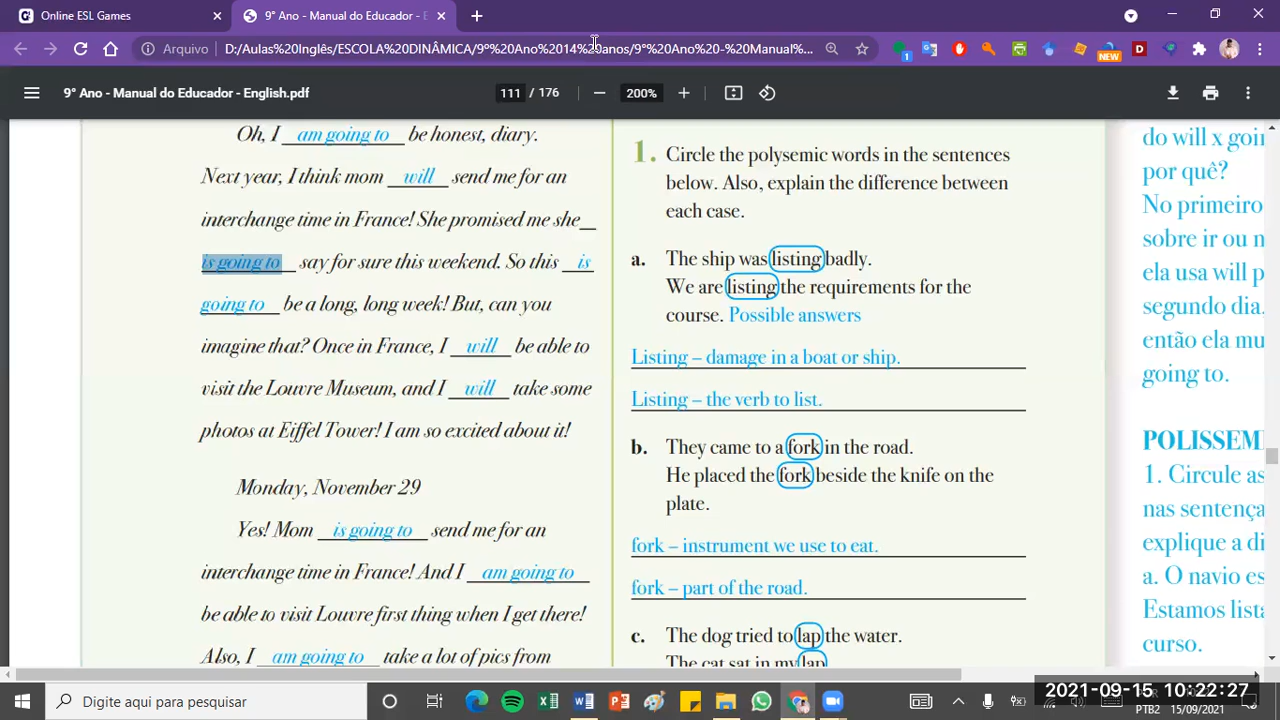 Online ESL Games
9° Ano - Manual do Educador - En
Arquivo
D:/Aulas%20Inglês/ESCOLA%20DINÂMICA/9º%20Ano%2014%20anos/9°%20Ano%20-%20Manual%...
1
NEW
9° Ano - Manual do Educador - English.pdf
111 / 176
200%
Oh, I am going to be honest, diary.
Next year, I think mom will send me for an
interchange time in France! She promised me she
is going to say for sure this weekend. So this is
going to be a long, long week! But, can you
imagine that? Once in France, I will be able to
visit the Louvre Museum, and I will take some
photos at Eiffel Tower! I am so excited about it!
Monday, November 29
Yes! Mom is going to send me for an
interchange time in France! And I am going to
be able to visit Louvre first thing when I get there!
Also, I am going to take a lot of pics from
1. Circle the polysemic words in the sentences
below. Also, explain the difference between
each case.
a. The ship was listing badly.
We are listing the requirements for the
course. Possible answers
Listing – damage in a boat or ship.
Listing – the verb to list.
b. They came to a fork in the road.
He placed the fork beside the knife on the
plate.
fork – instrument we use to eat.
fork – part of the road.
c. The dog tried to lap the water.
The cat sat in my lap
do will x goin
por quê?
No primeiro
sobre ir ou n
ela usa will p
segundo dia,
então ela mu
going to.
POLISSEM
1. Circule as
nas sentença
explique a di
a. O navio es
Estamos lista
curso.
Digite aqui para pesquisar
2021-09-15 10:22:27
PTB2
15/09/2021